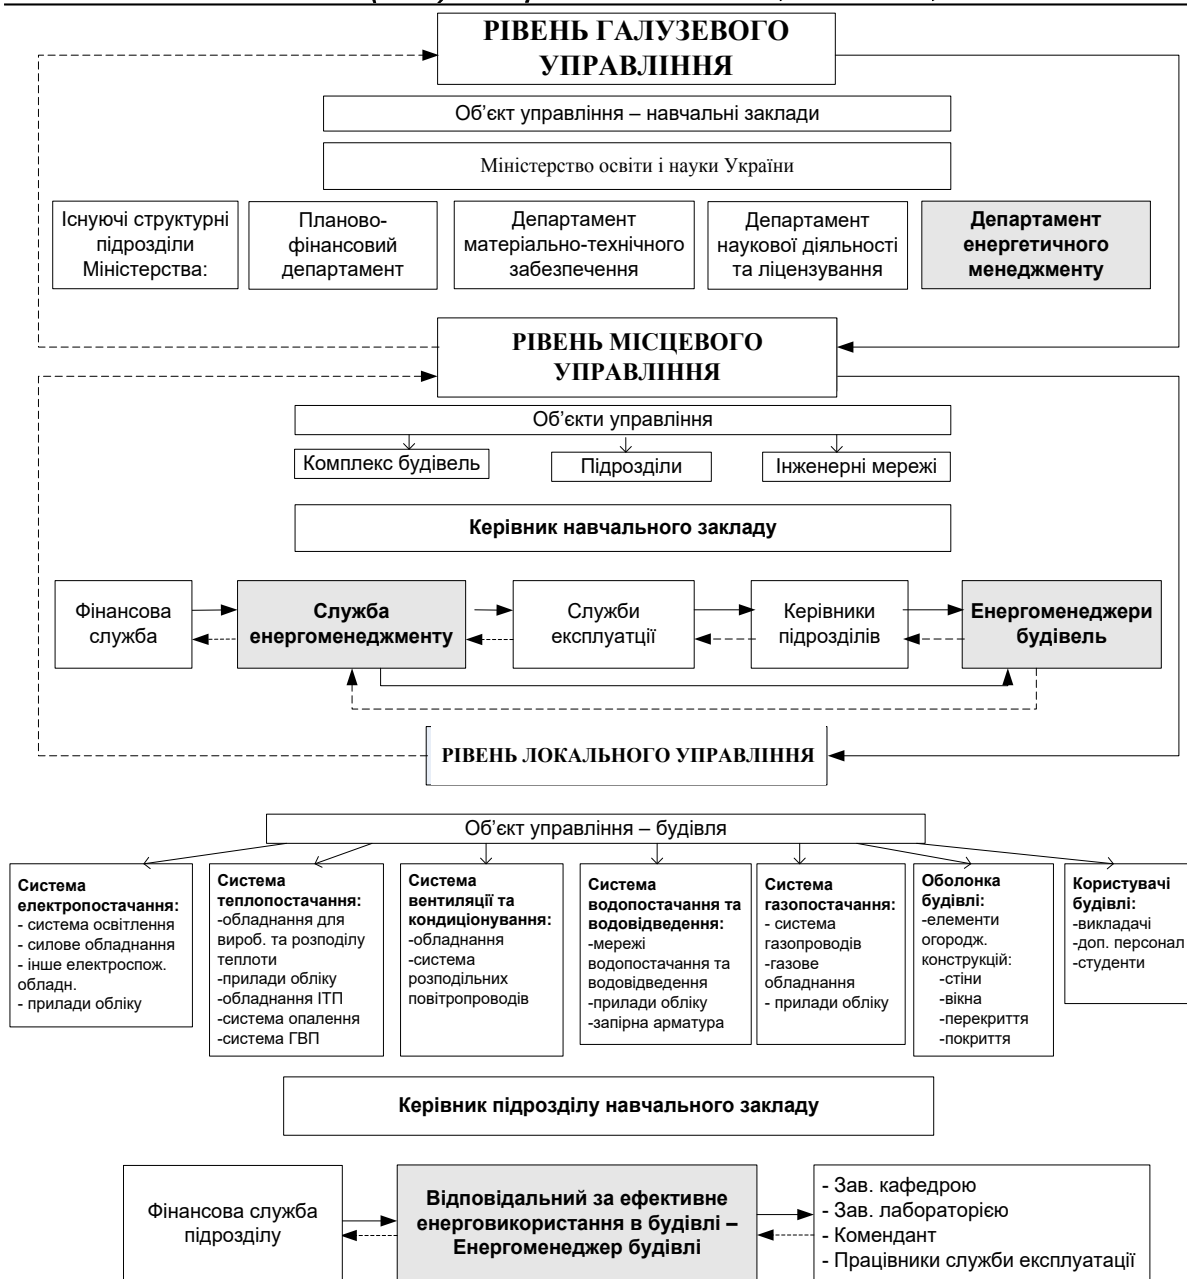 РІВЕНЬ ГАЛУЗЕВОГО
УПРАВЛІННЯ
Об’єкт управління – навчальні заклади
Міністерство освіти і науки України
Існуючі структурні
підрозділи
Міністерства:
Планово-
фінансовий
департамент
Департамент
матеріально-технічного
забезпечення
Департамент
наукової діяльності
та ліцензування
Департамент
енергетичного
менеджменту
РІВЕНЬ МІСЦЕВОГО
УПРАВЛІННЯ
Об’єкти управління
Комплекс будівель
Підрозділи
Інженерні мережі
Керівник навчального закладу
Фінансова
служба
Служба
енергоменеджменту
Служби
експлуатції
Керівники
підрозділів
Енергоменеджери
будівель
РІВЕНЬ ЛОКАЛЬНОГО УПРАВЛІННЯ
Об’єкт управління – будівля
Система
електропостачання:
- система освітлення
- силове обладнання
- інше електроспож.
обладн.
- прилади обліку
Система
теплопостачання:
-обладнання для
вироб. та розподілу
теплоти
-прилади обліку
-обладнання ІТП
-система опалення
-система ГВП
Система
вентиляції та
кондиціонування:
-обладнання
-система
розподільних
повітропроводів
Система
водопостачання та
водовідведення:
-мережі
водопостачання та
водовідведення
-прилади обліку
-запірна арматура
Система
газопостачання:
- система
газопроводів
-газове
обладнання
- прилади обліку
Оболонка
будівлі:
-елементи
огородж.
конструкцій:
-стіни
-вікна
-перекриття
-покриття
Користувачі
будівлі:
-викладачі
-доп. персонал
-студенти
Керівник підрозділу навчального закладу
Фінансова служба
підрозділу
Відповідальний за ефективне
енерговикористання в будівлі –
Енергоменеджер будівлі
- Зав. кафедрою
- Зав. лабораторією
- Комендант
- Працівники служби експлуатації